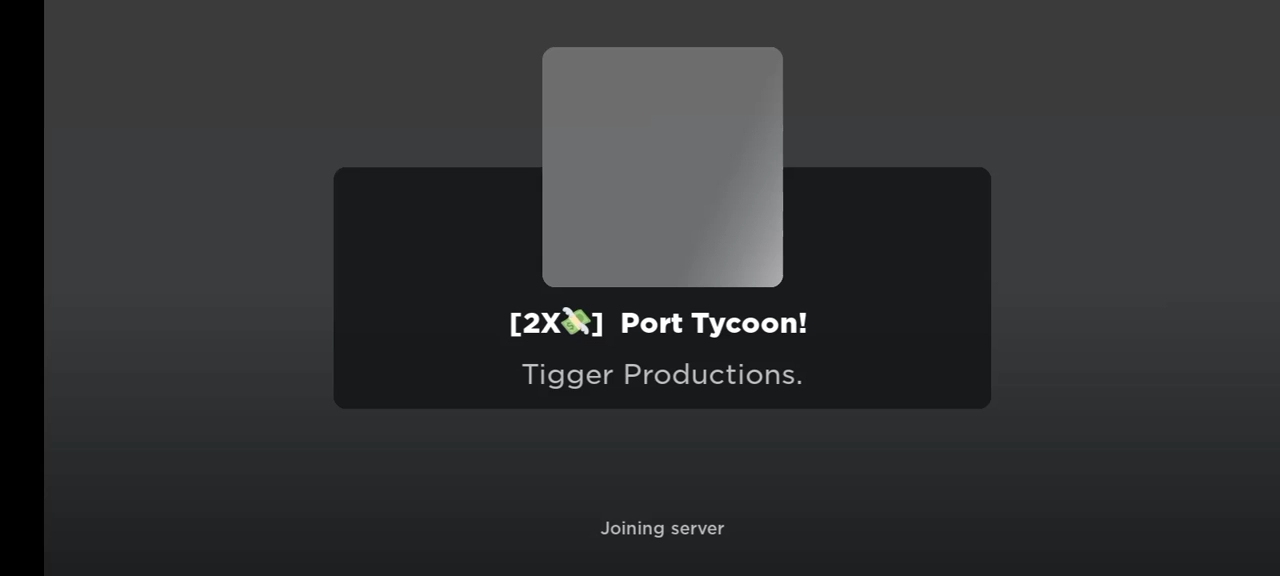 [2X💸] Port Tycoon!
Tigger Productions.
Joining server